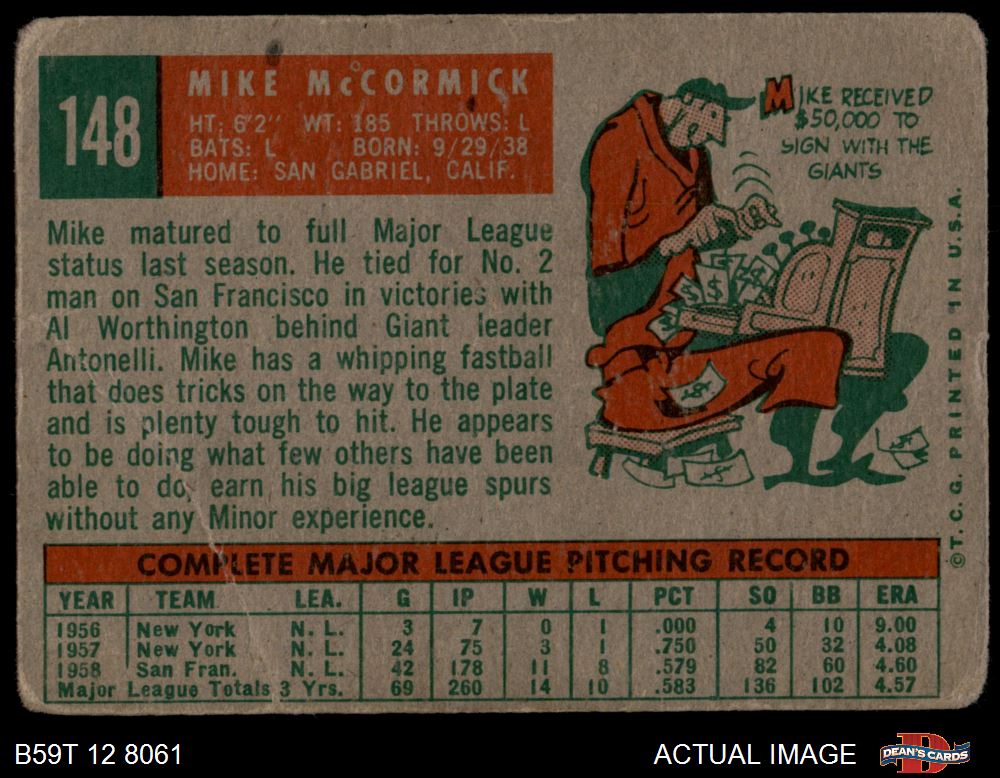 148
MIKE McCORMICK
HT: 6'2" WT: 185 THROWS: L
BATS: L BORN: 9/29/38
HOME: SAN GABRIEL, CALIF.
MIKE RECEIVED
$50,000 TO
SIGN WITH THE
GIANTS
Mike matured to full Major League
status last season. He tied for No. 2
man on San Francisco in victories with
Al Worthington behind Giant leader
Antonelli. Mike has a whipping fastball
that does tricks on the way to the plate
and is plenty tough to hit. He appears
to be doing what few others have been
able to do, earn his big league spurs
without any Minor experience.
©T.C.G. PRINTED IN U.S.A.
COMPLETE MAJOR LEAGUE PITCHING RECORD
YEAR TEAM LEA. G IP W L PCT SO BB ERA
1956 New York N. L. 3 7 0 1 .000 4 10 9.00
1957 New York N. L. 24 75 3 1 .750 50 32 4.08
1958 San Fran. N. L. 42 178 11 8 .579 82 60 4.60
Major League Totals 3 Yrs. 69 260 14 10 .583 136 102 4.57
B59T 12 8061
ACTUAL IMAGE
DEAN'S CARDS